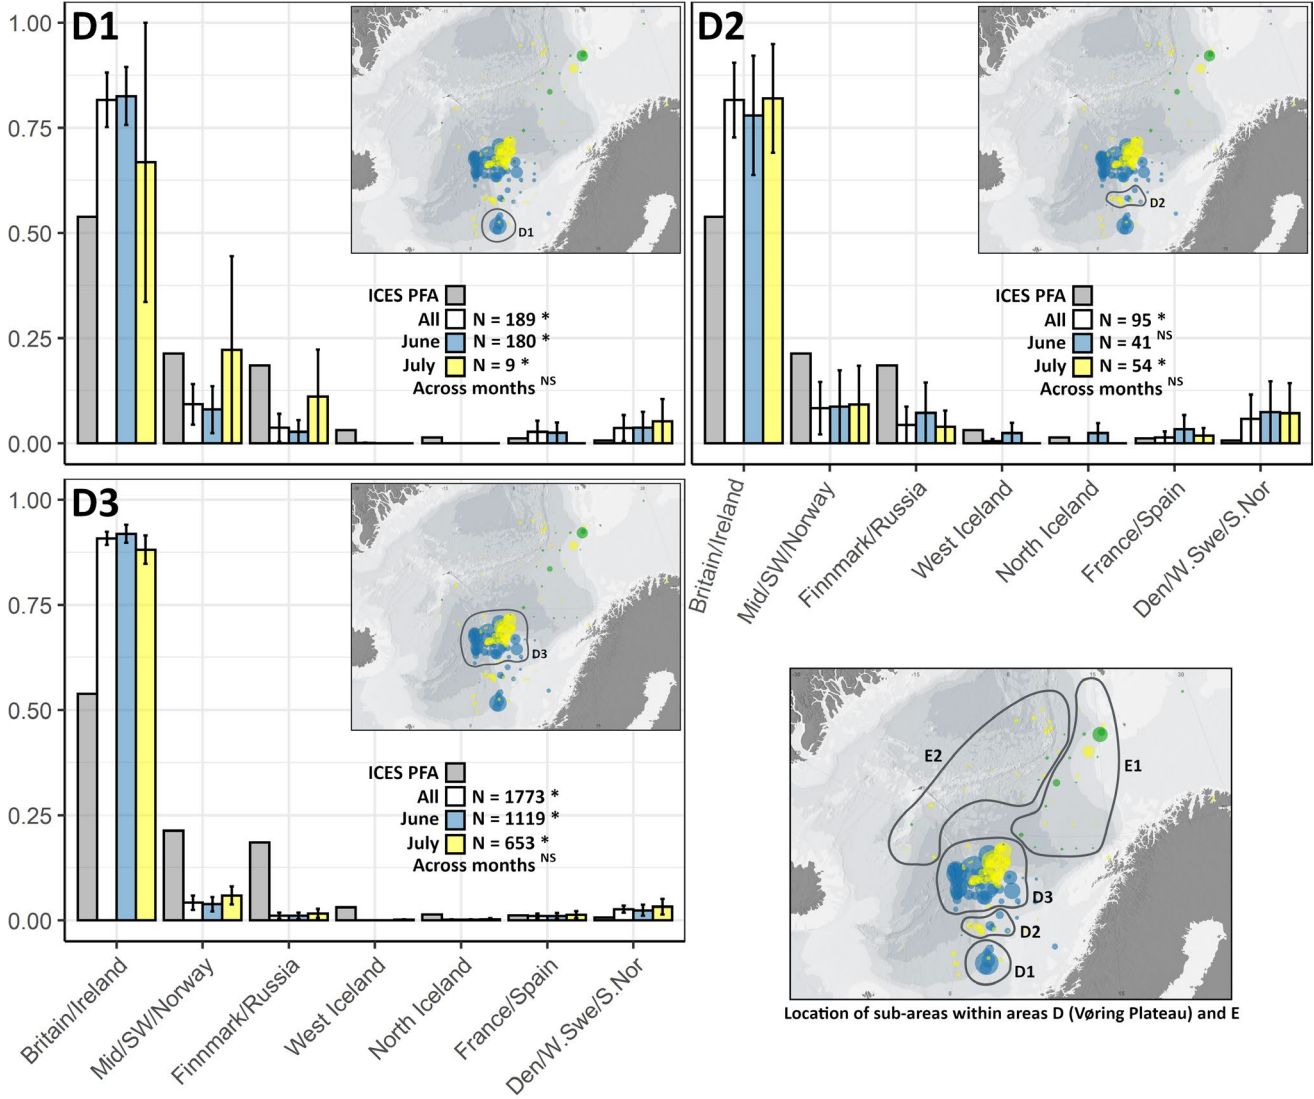 D1
1.00
0.75
0.50
0.25
0.00
D1
ICES PFA
All N = 189 *
June N = 180 *
July N = 9 *
Across months NS
D2
D2
ICES PFA
All N = 95 *
June N = 41 NS
July N = 54 *
Across months NS
Britain/Ireland
Mid/SW/Norway
Finnmark/Russia
West Iceland
North Iceland
France/Spain
Den/W.Swe/S.Nor
D3
1.00
0.75
0.50
0.25
0.00
D3
ICES PFA
All N = 1773 *
June N = 1119 *
July N = 653 *
Across months NS
Britain/Ireland
Mid/SW/Norway
Finnmark/Russia
West Iceland
North Iceland
France/Spain
Den/W.Swe/S.Nor
E2
E1
D3
D2
D1
Location of sub-areas within areas D (Vøring Plateau) and E